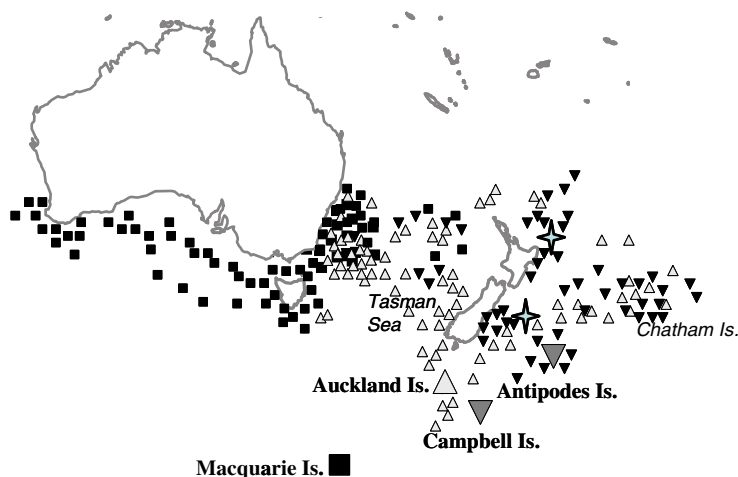 Tasman
Sea
Chatham Is.
Auckland Is.
Antipodes Is.
Campbell Is.
Macquarie Is.